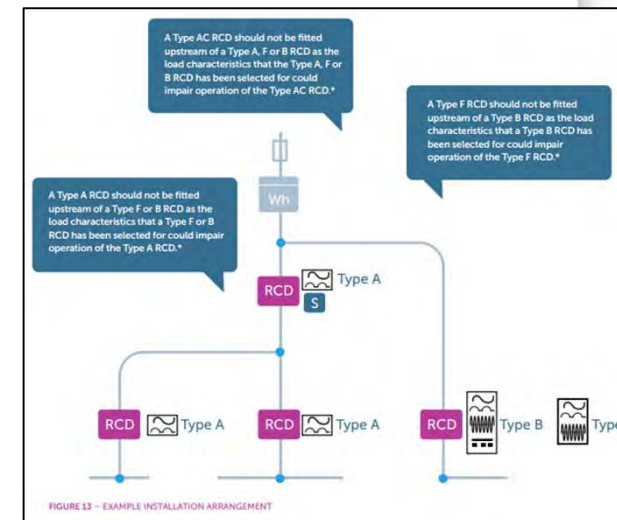 A Type AC RCD should not be fitted
upstream of a Type A, F or B RCD as the
load characteristics that the Type A, F or
B RCD has been selected for could
impair operation of the Type AC RCD.*
A Type F RCD should not be fitted
upstream of a Type B RCD as the load
characteristics that a Type B RCD has
been selected for could impair
operation of the Type F RCD.*
Wh
A Type A RCD should not be fitted
upstream of a Type F or B RCD as the
load characteristics that a Type F or B
RCD has been selected for could impair
operation of the Type A RCD.*
RCD Type A
S
RCD Type A
RCD Type A
RCD Type B
Type
FIGURE 13 – EXAMPLE INSTALLATION ARRANGEMENT